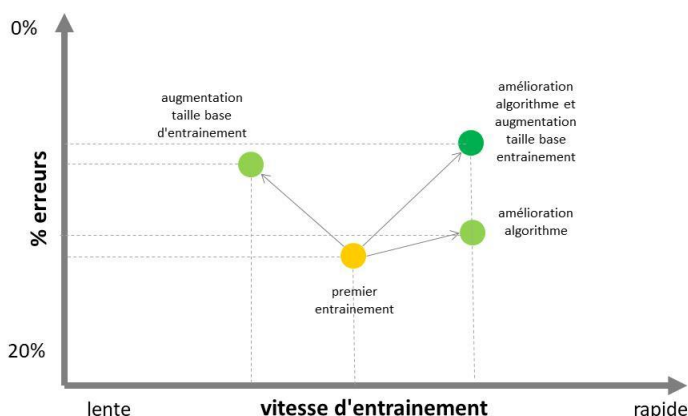 0%
augmentation
taille base
d'entrainement
amélioration
algorithme et
augmentation
taille base
entrainement
% erreurs
amélioration
algorithme
premier
entrainement
20%
lente
vitesse d'entrainement
rapide